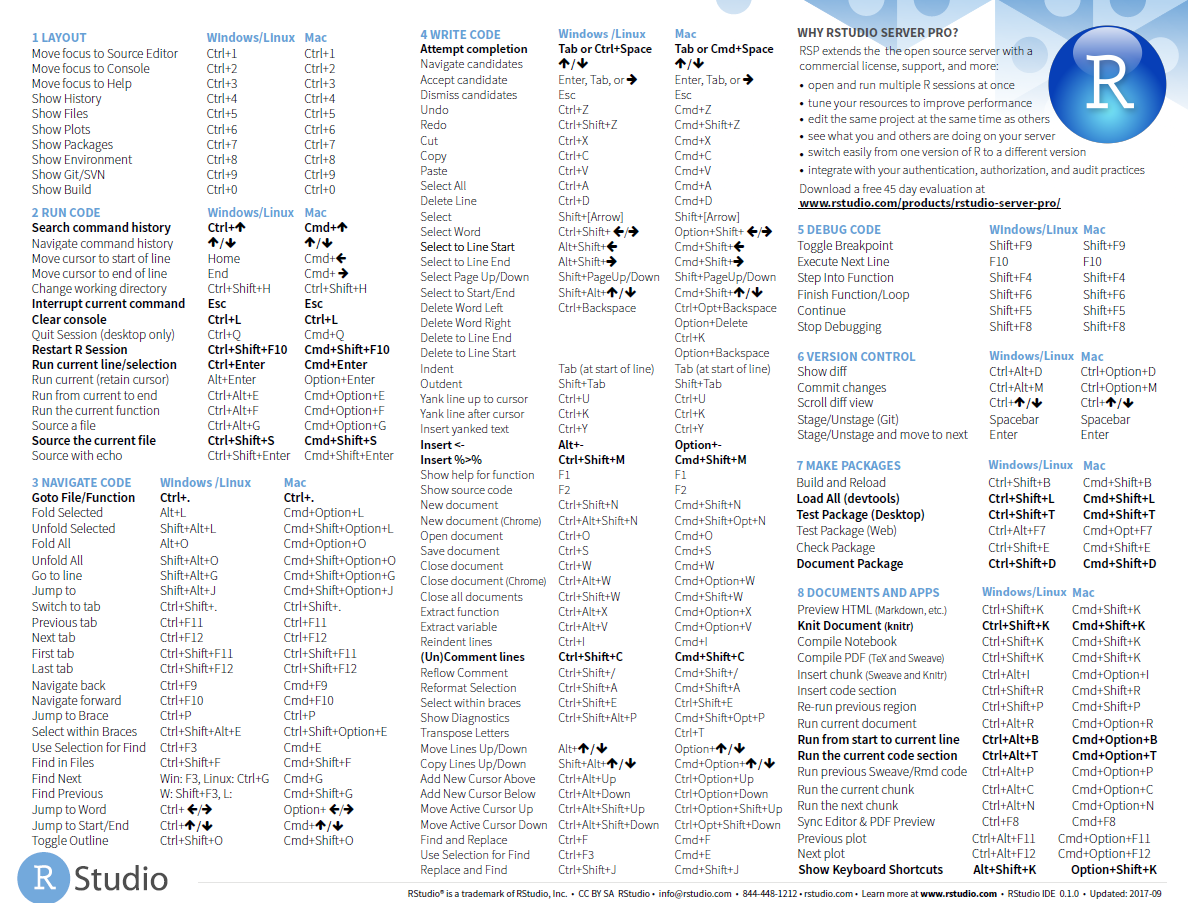 1 LAYOUT Windows/Linux Mac
Move focus to Source Editor Ctrl+1 Ctrl+1
Move focus to Console Ctrl+2 Ctrl+2
Move focus to Help Ctrl+3 Ctrl+3
Show History Ctrl+4 Ctrl+4
Show Files Ctrl+5 Ctrl+5
Show Plots Ctrl+6 Ctrl+6
Show Packages Ctrl+7 Ctrl+7
Show Environment Ctrl+8 Ctrl+8
Show Git/SVN Ctrl+9 Ctrl+9
Show Build Ctrl+0 Ctrl+0
2 RUN CODE Windows/Linux Mac
Search command history Ctrl+↑ Cmd+↑
Navigate command history ↑/↓ ↑/↓
Move cursor to start of line Home Cmd+←
Move cursor to end of line End Cmd+ →
Change working directory Ctrl+Shift+H Ctrl+Shift+H
Interrupt current command Esc Esc
Clear console Ctrl+L Ctrl+L
Quit Session (desktop only) Ctrl+Q Cmd+Q
Restart R Session Ctrl+Shift+F10 Cmd+Shift+F10
Run current line/selection Ctrl+Enter Cmd+Enter
Run current (retain cursor) Alt+Enter Option+Enter
Run from current to end Ctrl+Alt+E Cmd+Option+E
Run the current function Ctrl+Alt+F Cmd+Option+F
Source a file Ctrl+Alt+G Cmd+Option+G
Source the current file Ctrl+Shift+S Cmd+Shift+S
Source with echo Ctrl+Shift+Enter Cmd+Shift+Enter
3 NAVIGATE CODE Windows /Linux Mac
Goto File/Function Ctrl+. Ctrl+.
Fold Selected Alt+L Cmd+Option+L
Unfold Selected Shift+Alt+L Cmd+Shift+Option+L
Fold All Alt+O Cmd+Option+O
Unfold All Shift+Alt+O Cmd+Shift+Option+O
Go to line Shift+Alt+G Cmd+Shift+Option+G
Jump to Shift+Alt+J Cmd+Shift+Option+J
Switch to tab Ctrl+Shift+. Ctrl+Shift+.
Previous tab Ctrl+F11 Ctrl+F11
Next tab Ctrl+F12 Ctrl+F12
First tab Ctrl+Shift+F11 Ctrl+Shift+F11
Last tab Ctrl+Shift+F12 Ctrl+Shift+F12
Navigate back Ctrl+F9 Cmd+F9
Navigate forward Ctrl+F10 Cmd+F10
Jump to Brace Ctrl+P Ctrl+P
Select within Braces Ctrl+Shift+Alt+E Ctrl+Shift+Option+E
Use Selection for Find Ctrl+F3 Cmd+E
Find in Files Ctrl+Shift+F Cmd+Shift+F
Find Next Win: F3, Linux: Ctrl+G Cmd+G
Find Previous W: Shift+F3, L: Cmd+Shift+G
Jump to Word Ctrl+ ←/→ Option+ ←/→
Jump to Start/End Ctrl+↑/↓ Cmd+↑/↓
Toggle Outline Ctrl+Shift+O Cmd+Shift+O
R Studio
4 WRITE CODE Windows /Linux Mac
Attempt completion Tab or Ctrl+Space Tab or Cmd+Space
Navigate candidates ↑/↓ ↑/↓
Accept candidate Enter, Tab, or → Enter, Tab, or →
Dismiss candidates Esc Esc
Undo Ctrl+Z Cmd+Z
Redo Ctrl+Shift+Z Cmd+Shift+Z
Cut Ctrl+X Cmd+X
Copy Ctrl+C Cmd+C
Paste Ctrl+V Cmd+V
Select All Ctrl+A Cmd+A
Delete Line Ctrl+D Cmd+D
Select Shift+[Arrow] Shift+[Arrow]
Select Word Ctrl+Shift+ ←/→ Option+Shift+ ←/→
Select to Line Start Alt+Shift+← Cmd+Shift+←
Select to Line End Alt+Shift+→ Cmd+Shift+→
Select Page Up/Down Shift+PageUp/Down Shift+PageUp/Down
Select to Start/End Shift+Alt+↑/↓ Cmd+Shift+↑/↓
Delete Word Left Ctrl+Backspace Ctrl+Opt+Backspace
Delete Word Right Option+Delete
Delete to Line End Ctrl+K
Delete to Line Start Option+Backspace
Indent Tab (at start of line) Tab (at start of line)
Outdent Shift+Tab Shift+Tab
Yank line up to cursor Ctrl+U Ctrl+U
Yank line after cursor Ctrl+K Ctrl+K
Insert yanked text Ctrl+Y Ctrl+Y
Insert <- Alt+- Option+-
Insert %>% Ctrl+Shift+M Cmd+Shift+M
Show help for function F1 F1
Show source code F2 F2
New document Ctrl+Shift+N Cmd+Shift+N
New document (Chrome) Ctrl+Alt+Shift+N Cmd+Shift+Opt+N
Open document Ctrl+O Cmd+O
Save document Ctrl+S Cmd+S
Close document Ctrl+W Cmd+W
Close document (Chrome) Ctrl+Alt+W Cmd+Option+W
Close all documents Ctrl+Shift+W Cmd+Shift+W
Extract function Ctrl+Alt+X Cmd+Option+X
Extract variable Ctrl+Alt+V Cmd+Option+V
Reindent lines Ctrl+I Cmd+I
(Un)Comment lines Ctrl+Shift+C Cmd+Shift+C
Reflow Comment Ctrl+Shift+/ Cmd+Shift+/
Reformat Selection Ctrl+Shift+A Cmd+Shift+A
Select within braces Ctrl+Shift+E Ctrl+Shift+E
Show Diagnostics Ctrl+Shift+Alt+P Cmd+Shift+Opt+P
Transpose Letters Ctrl+T
Move Lines Up/Down Alt+↑/↓ Option+↑/↓
Copy Lines Up/Down Shift+Alt+↑/↓ Cmd+Option+↑/↓
Add New Cursor Above Ctrl+Alt+Up Ctrl+Option+Up
Add New Cursor Below Ctrl+Alt+Down Ctrl+Option+Down
Move Active Cursor Up Ctrl+Alt+Shift+Up Ctrl+Option+Shift+Up
Move Active Cursor Down Ctrl+Alt+Shift+Down Ctrl+Opt+Shift+Down
Find and Replace Ctrl+F Cmd+F
Use Selection for Find Ctrl+F3 Cmd+E
Replace and Find Ctrl+Shift+J Cmd+Shift+J
WHY RSTUDIO SERVER PRO?
RSP extends the the open source server with a
commercial license, support, and more:
• open and run multiple R sessions at once
• tune your resources to improve performance
• edit the same project at the same time as others
• see what you and others are doing on your server
• switch easily from one version of R to a different version
• integrate with your authentication, authorization, and audit practices
Download a free 45 day evaluation at
www.rstudio.com/products/rstudio-server-pro/
R
5 DEBUG CODE Windows/Linux Mac
Toggle Breakpoint Shift+F9 Shift+F9
Execute Next Line F10 F10
Step Into Function Shift+F4 Shift+F4
Finish Function/Loop Shift+F6 Shift+F6
Continue Shift+F5 Shift+F5
Stop Debugging Shift+F8 Shift+F8
6 VERSION CONTROL Windows/Linux Mac
Show diff Ctrl+Alt+D Ctrl+Option+D
Commit changes Ctrl+Alt+M Ctrl+Option+M
Scroll diff view Ctrl+↑/↓ Ctrl+↑/↓
Stage/Unstage (Git) Spacebar Spacebar
Stage/Unstage and move to next Enter Enter
7 MAKE PACKAGES Windows/Linux Mac
Build and Reload Ctrl+Shift+B Cmd+Shift+B
Load All (devtools) Ctrl+Shift+L Cmd+Shift+L
Test Package (Desktop) Ctrl+Shift+T Cmd+Shift+T
Test Package (Web) Ctrl+Alt+F7 Cmd+Opt+F7
Check Package Ctrl+Shift+E Cmd+Shift+E
Document Package Ctrl+Shift+D Cmd+Shift+D
8 DOCUMENTS AND APPS Windows/Linux Mac
Preview HTML (Markdown, etc.) Ctrl+Shift+K Cmd+Shift+K
Knit Document (knitr) Ctrl+Shift+K Cmd+Shift+K
Compile Notebook Ctrl+Shift+K Cmd+Shift+K
Compile PDF (TeX and Sweave) Ctrl+Shift+K Cmd+Shift+K
Insert chunk (Sweave and Knitr) Ctrl+Alt+I Cmd+Option+I
Insert code section Ctrl+Shift+R Cmd+Shift+R
Re-run previous region Ctrl+Shift+P Cmd+Shift+P
Run current document Ctrl+Alt+R Cmd+Option+R
Run from start to current line Ctrl+Alt+B Cmd+Option+B
Run the current code section Ctrl+Alt+T Cmd+Option+T
Run previous Sweave/Rmd code Ctrl+Alt+P Cmd+Option+P
Run the current chunk Ctrl+Alt+C Cmd+Option+C
Run the next chunk Ctrl+Alt+N Cmd+Option+N
Sync Editor & PDF Preview Ctrl+F8 Cmd+F8
Previous plot Ctrl+Alt+F11 Cmd+Option+F11
Next plot Ctrl+Alt+F12 Cmd+Option+F12
Show Keyboard Shortcuts Alt+Shift+K Option+Shift+K
RStudio® is a trademark of RStudio, Inc. • CC BY SA RStudio • info@rstudio.com • 844-448-1212 • rstudio.com • Learn more at www.rstudio.com • RStudio IDE 0.1.0 • Updated: 2017-09